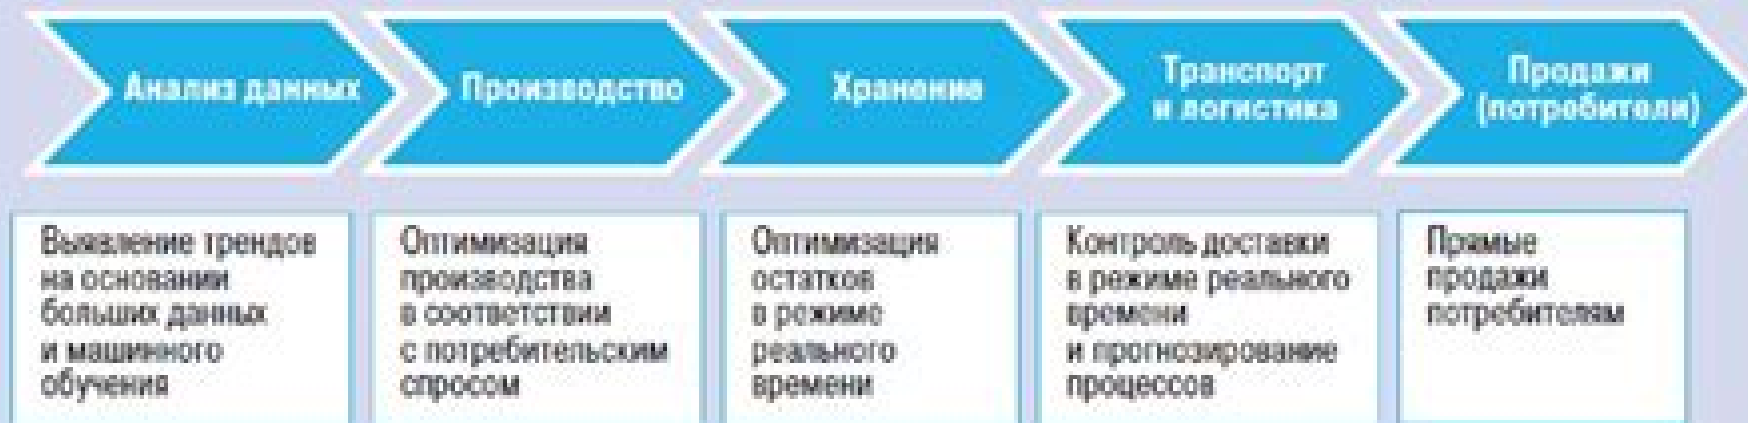 Анализ данных
Производство
Хранение
Транспорт
и логистика
Продажи
(потребители)
Выявление трендов
на основании
больших данных
и машинного
обучения
Оптимизация
производства
в соответствии
с потребительским
спросом
Оптимизация
остатков
в режиме
реального
времени
Контроль доставки
в режиме реального
времени
и прогнозирование
процессов
Прямые
продажи
потребителям